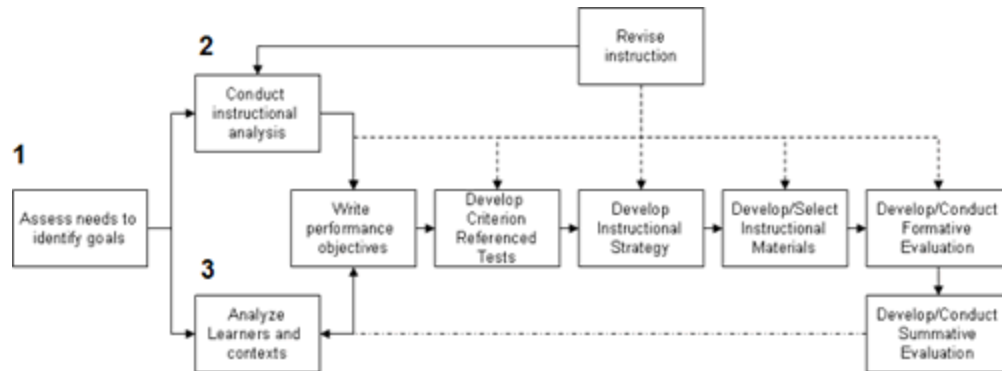 Revise
instruction
2
Conduct
instructional
analysis
1
Assess needs to
identify goals
Write
performance
objectives
Develop
Criterion
Referenced
Tests
Develop
Instructional
Strategy
Develop/Select
Instructional
Materials
Develop/Conduct
Formative
Evaluation
3
Analyze
Learners and
contexts
Develop/Conduct
Summative
Evaluation